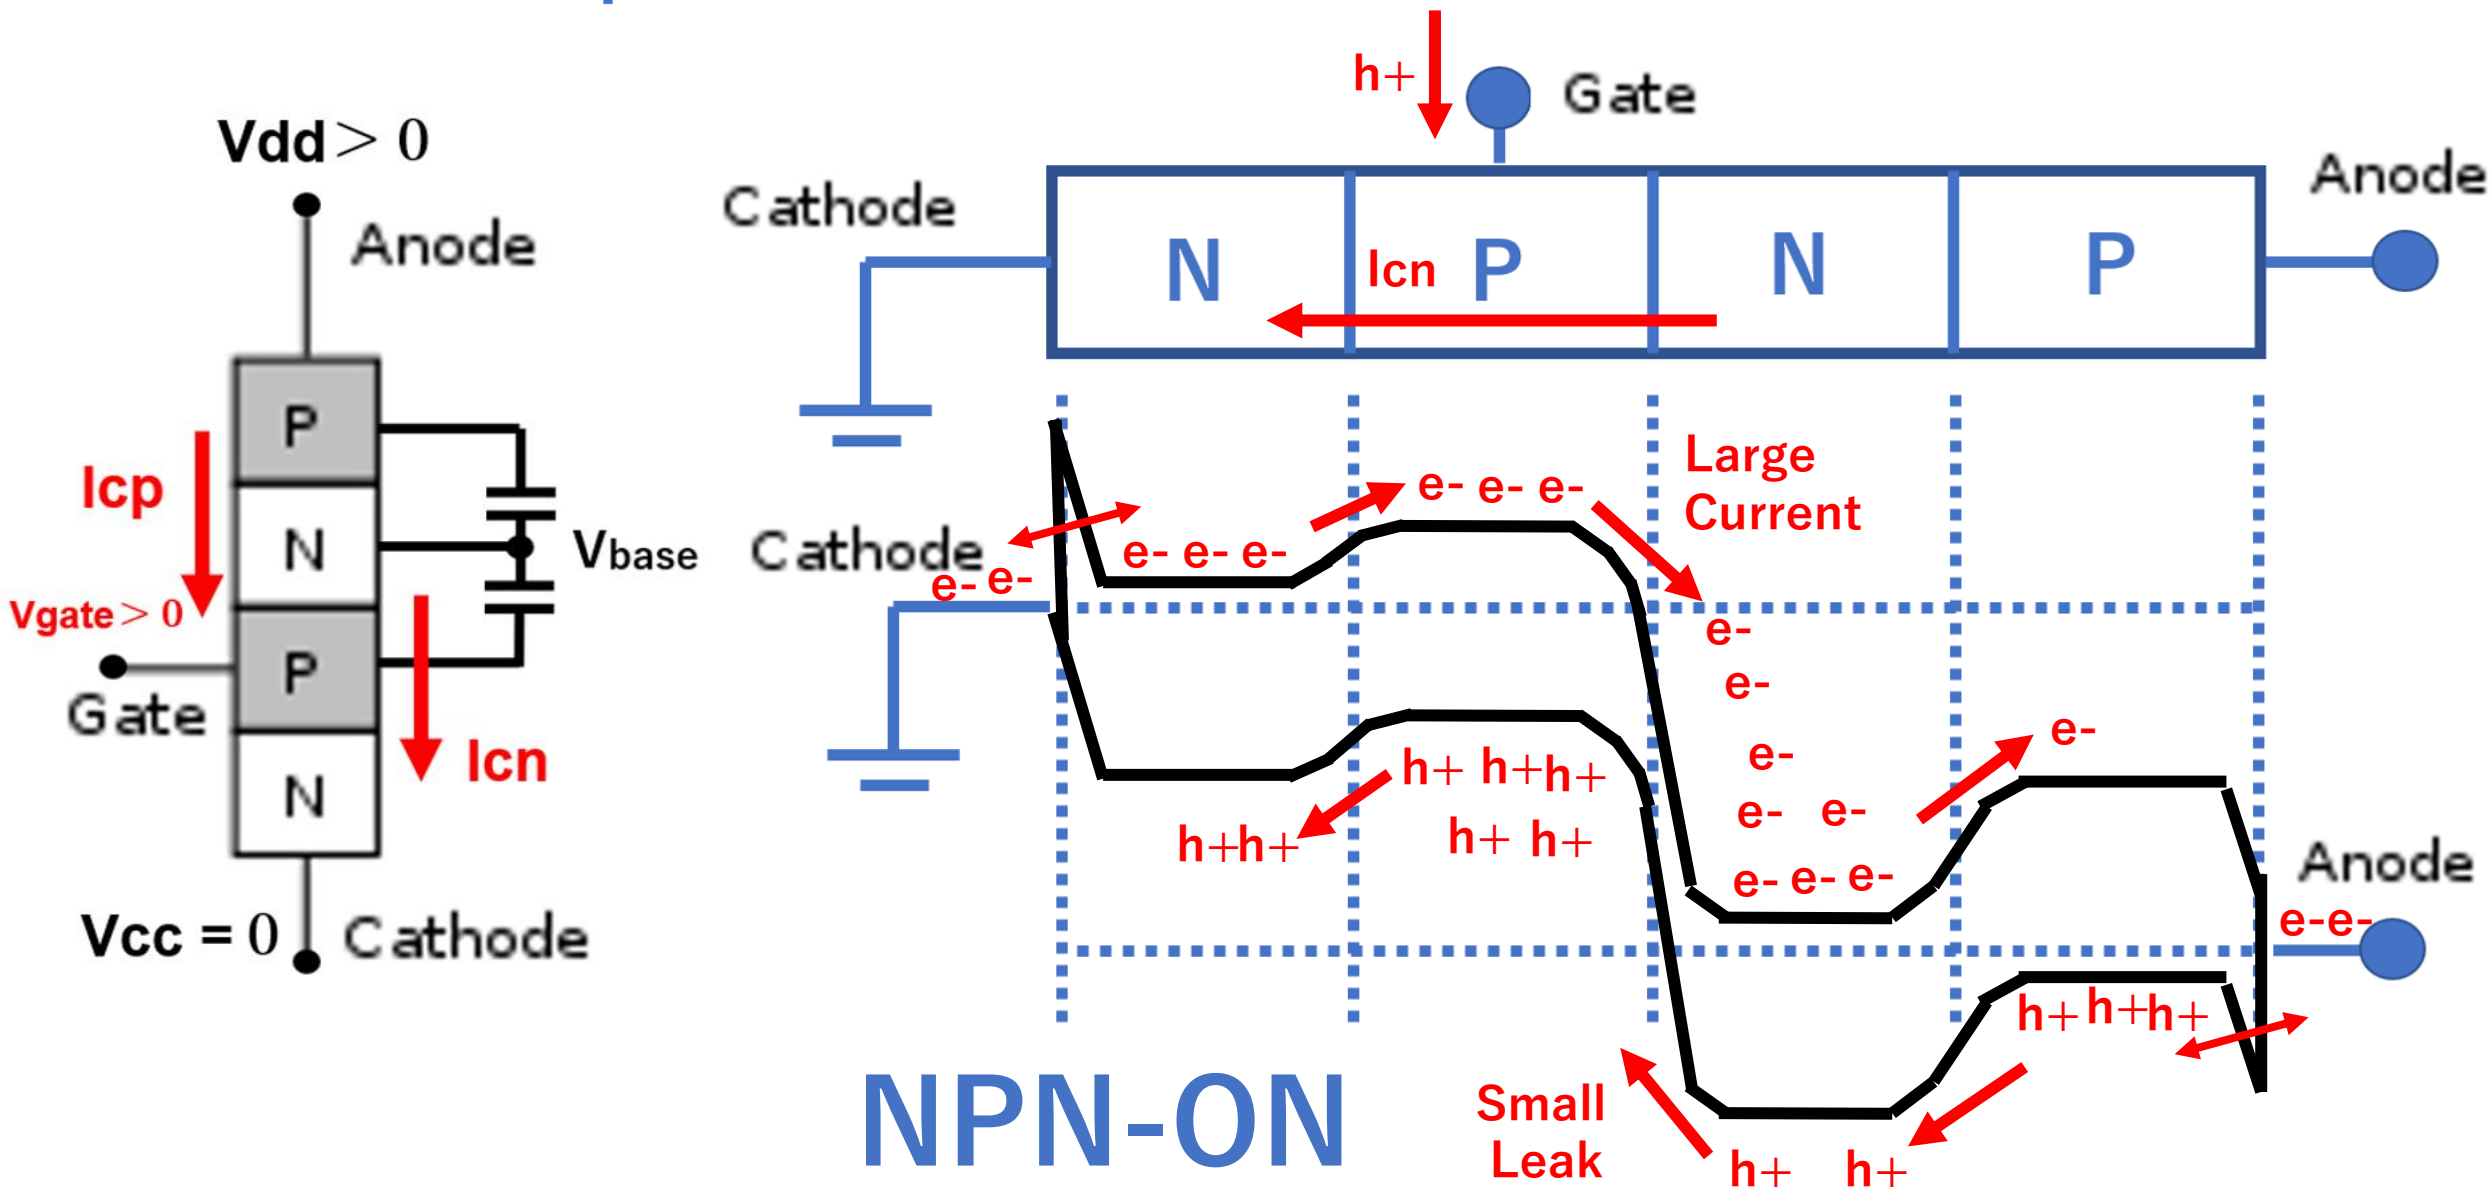 Vdd > 0
Anode
P
Icp
N
Vbase
Vgate > 0
P
Gate
Icn
N
Vcc = 0
Cathode
h+
Gate
Cathode
Anode
N
Icn
P
N
P
Large
Current
e- e- e-
e- e- e-
Cathode
e- e-
e-
e-
e-
e-
e- e-
e- e- e-
h+ h+h+
h+ h+
h+h+
Anode
e-e-
h+ h+h+
Small
Leak
h+ h+
NPN-ON